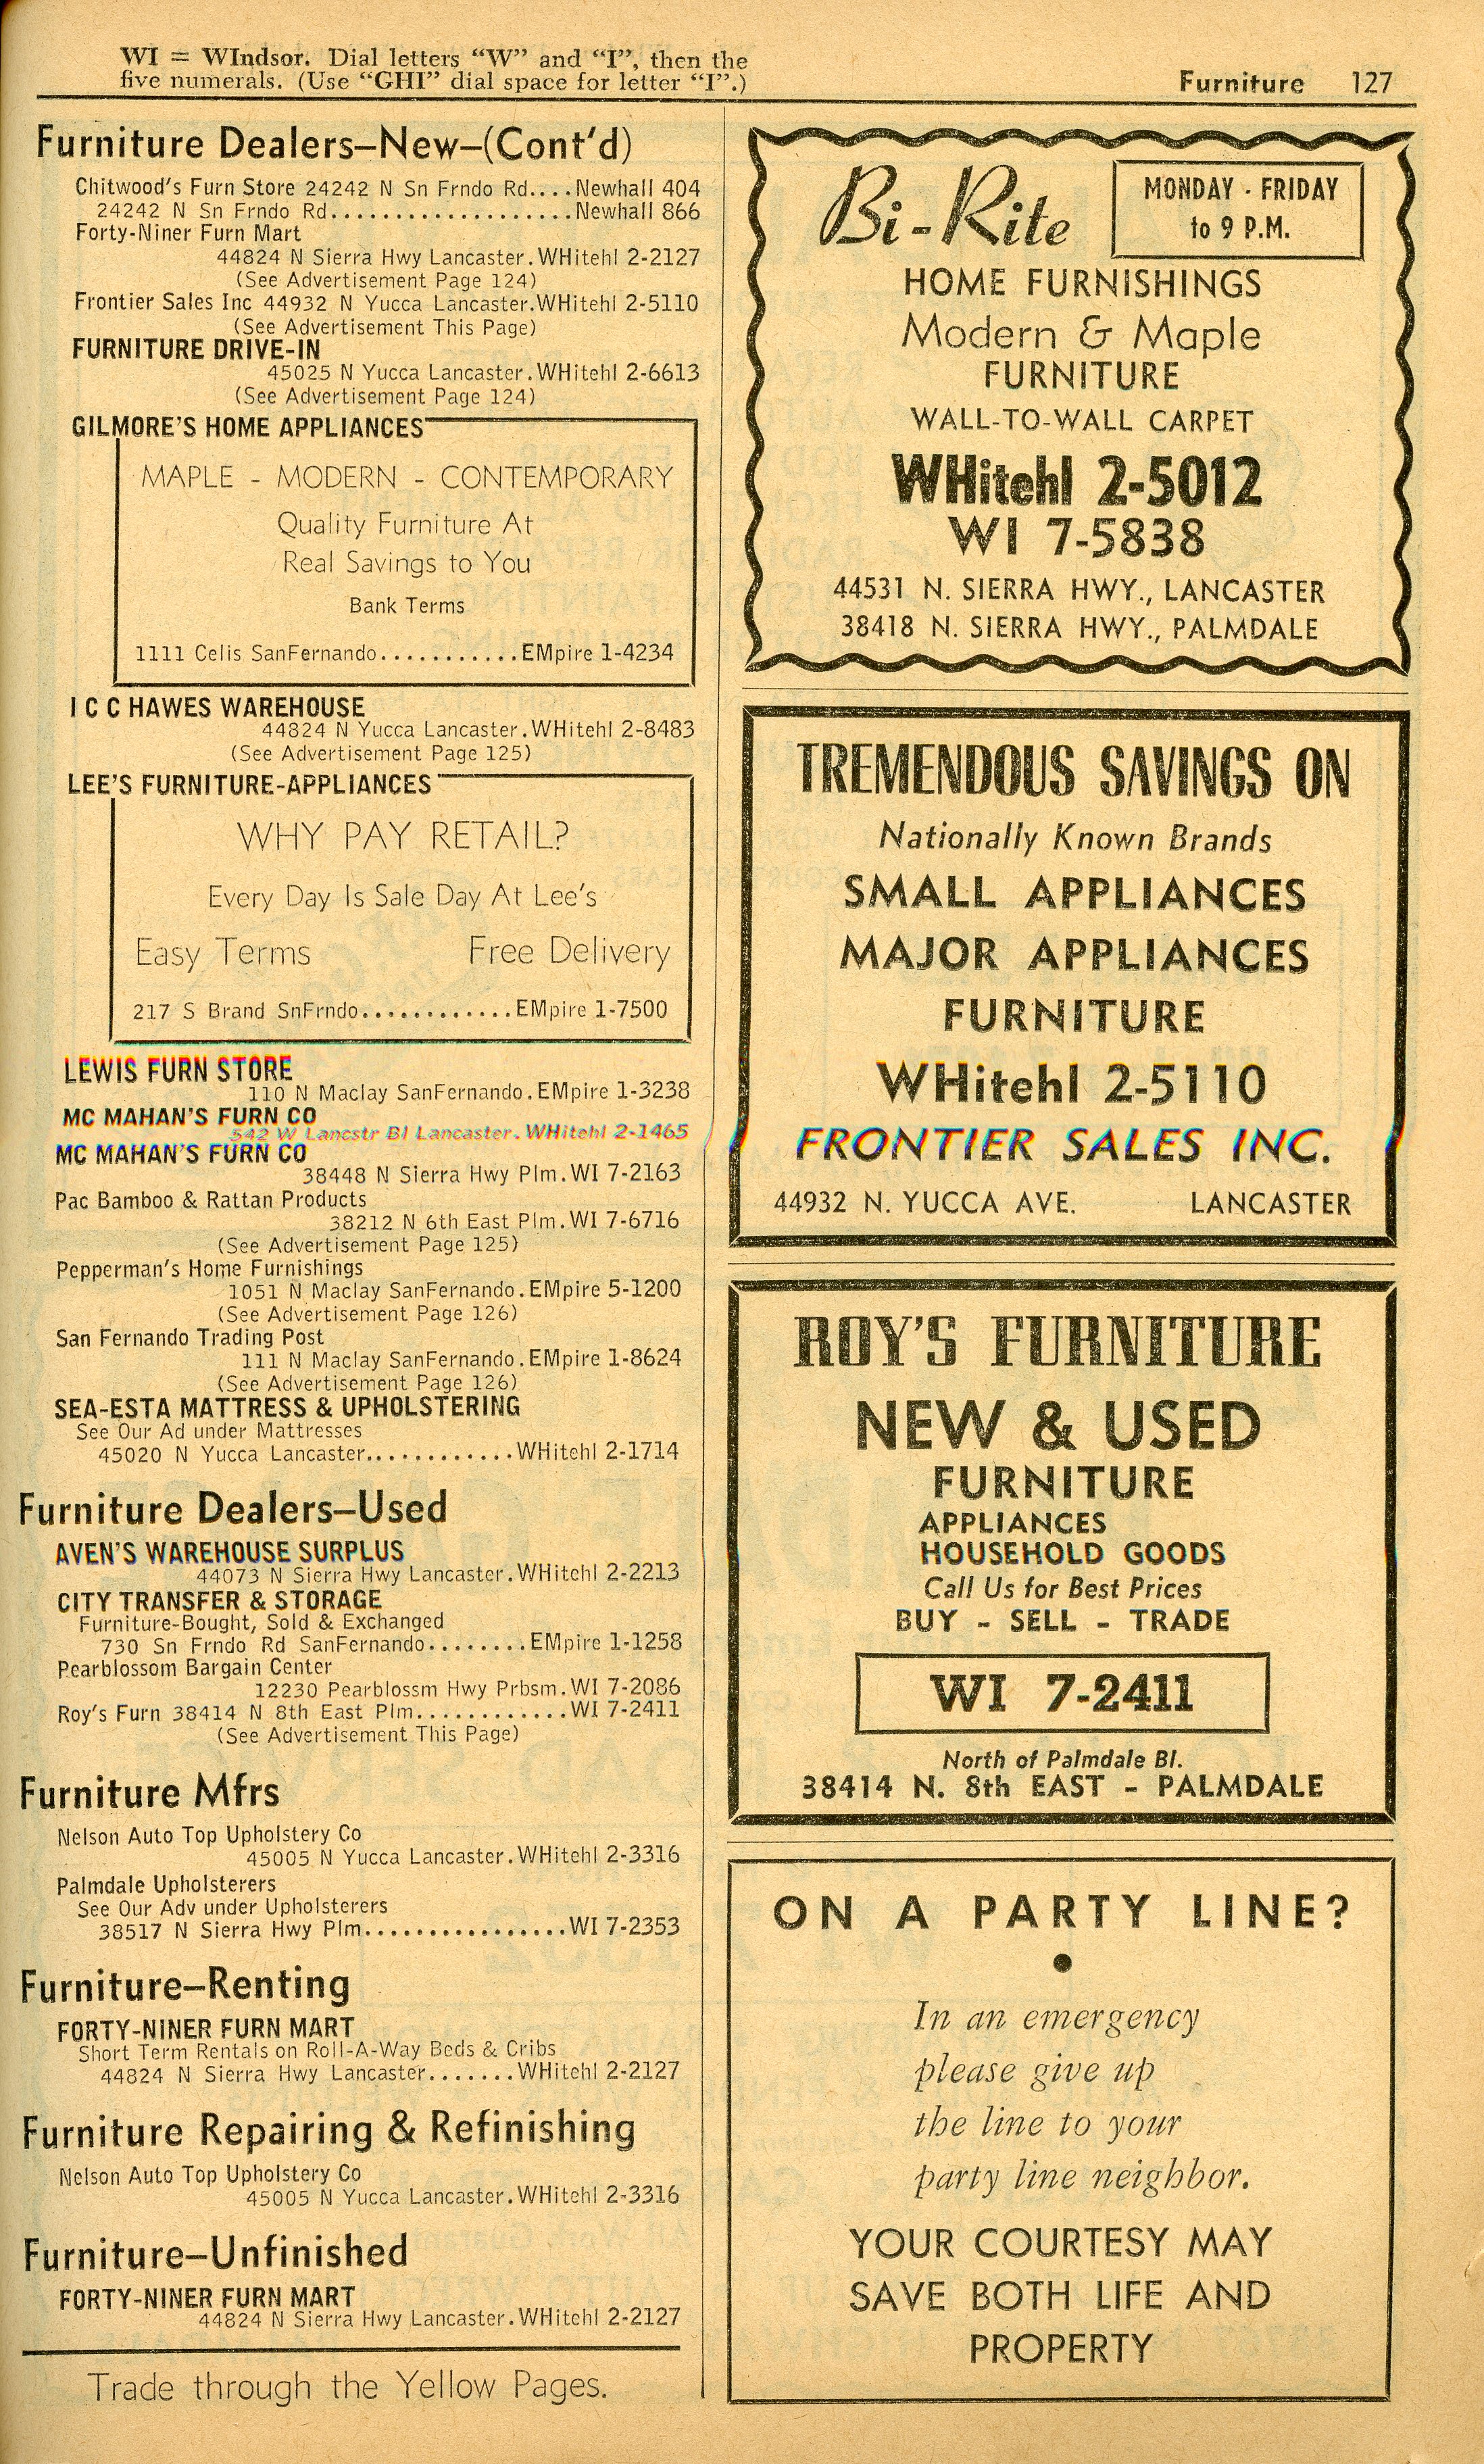 WI = WIndsor. Dial letters “W” and “I”, then the
five numerals. (Use “GHI” dial space for letter “I”.)
Furniture 127
Furniture Dealers—New—(Cont’d)
Chitwood’s Furn Store 24242 N Sn Frndo Rd....Newhall 404
24242 N Sn Frndo Rd...................Newhall 866
Forty-Niner Furn Mart
44824 N Sierra Hwy Lancaster.WHitehl 2-2127
(See Advertisement Page 124)
Frontier Sales Inc 44932 N Yucca Lancaster.WHitehl 2-5110
(See Advertisement This Page)
FURNITURE DRIVE-IN
45025 N Yucca Lancaster.WHitehl 2-6613
(See Advertisement Page 124)
GILMORE’S HOME APPLIANCES
MAPLE - MODERN - CONTEMPORARY
Quality Furniture At
Real Savings to You
Bank Terms
1111 Celis SanFernando...........EMpire 1-4234
I C C HAWES WAREHOUSE
44824 N Yucca Lancaster.WHitehl 2-8483
(See Advertisement Page 125)
LEE’S FURNITURE-APPLIANCES
WHY PAY RETAIL?
Every Day Is Sale Day At Lee’s
Easy Terms Free Delivery
217 S Brand SnFrndo............EMpire 1-7500
LEWIS FURN STORE
110 N Maclay SanFernando.EMpire 1-3238
MC MAHAN’S FURN CO
542 W Lancstr Bl Lancaster.WHitehl 2-1465
MC MAHAN’S FURN CO
38448 N Sierra Hwy Plm.WI 7-2163
Pac Bamboo & Rattan Products
38212 N 6th East Plm.WI 7-6716
(See Advertisement Page 125)
Pepperman’s Home Furnishings
1051 N Maclay SanFernando.EMpire 5-1200
(See Advertisement Page 126)
San Fernando Trading Post
111 N Maclay SanFernando.EMpire 1-8624
(See Advertisement Page 126)
SEA-ESTA MATTRESS & UPHOLSTERING
See Our Ad under Mattresses
45020 N Yucca Lancaster............WHitehl 2-1714
Furniture Dealers—Used
AVEN’S WAREHOUSE SURPLUS
44073 N Sierra Hwy Lancaster.WHitehl 2-2213
CITY TRANSFER & STORAGE
Furniture-Bought, Sold & Exchanged
730 Sn Frndo Rd SanFernando........EMpire 1-1258
Pearblossom Bargain Center
12230 Pearblossm Hwy Prbsm.WI 7-2086
Roy’s Furn 38414 N 8th East Plm............WI 7-2411
(See Advertisement This Page)
Furniture Mfrs
Nelson Auto Top Upholstery Co
45005 N Yucca Lancaster.WHitehl 2-3316
Palmdale Upholsterers
See Our Adv under Upholsterers
38517 N Sierra Hwy Plm................WI 7-2353
Furniture—Renting
FORTY-NINER FURN MART
Short Term Rentals on Roll-A-Way Beds & Cribs
44824 N Sierra Hwy Lancaster.......WHitehl 2-2127
Furniture Repairing & Refinishing
Nelson Auto Top Upholstery Co
45005 N Yucca Lancaster.WHitehl 2-3316
Furniture—Unfinished
FORTY-NINER FURN MART
44824 N Sierra Hwy Lancaster.WHitehl 2-2127
Trade through the Yellow Pages.
Bi-Rite
MONDAY - FRIDAY
to 9 P.M.
HOME FURNISHINGS
Modern & Maple
FURNITURE
WALL-TO-WALL CARPET
WHitehl 2-5012
WI 7-5838
44531 N. SIERRA HWY., LANCASTER
38418 N. SIERRA HWY., PALMDALE
TREMENDOUS SAVINGS ON
Nationally Known Brands
SMALL APPLIANCES
MAJOR APPLIANCES
FURNITURE
WHitehl 2-5110
FRONTIER SALES INC.
44932 N. YUCCA AVE. LANCASTER
ROY’S FURNITURE
NEW & USED
FURNITURE
APPLIANCES
HOUSEHOLD GOODS
Call Us for Best Prices
BUY - SELL - TRADE
WI 7-2411
North of Palmdale Bl.
38414 N. 8th EAST - PALMDALE
ON A PARTY LINE?
In an emergency
please give up
the line to your
party line neighbor.
YOUR COURTESY MAY
SAVE BOTH LIFE AND
PROPERTY